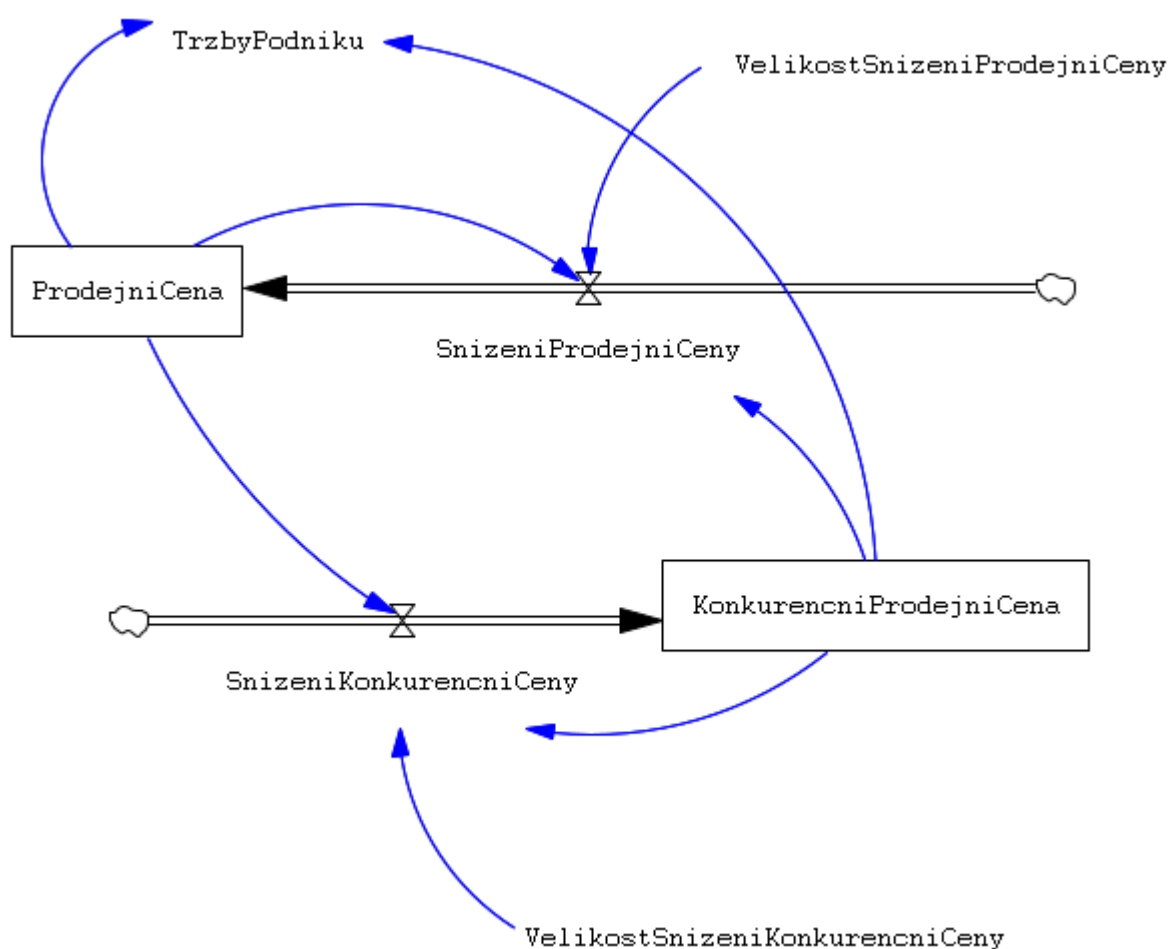 TrzbyPodniku
VelikostSnizeniProdejniCeny
ProdejniCena
SnizeniProdejniCeny
KonkurencniProdejniCena
SnizeniKonkurencniCeny
VelikostSnizeniKonkurencniCeny